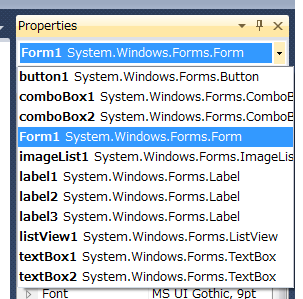 Properties
Form1 System.Windows.Forms.Form
button1 System.Windows.Forms.Button
comboBox1 System.Windows.Forms.ComboB
comboBox2 System.Windows.Forms.ComboB
Form1 System.Windows.Forms.Form
imageList1 System.Windows.Forms.ImageLis
label1 System.Windows.Forms.Label
label2 System.Windows.Forms.Label
label3 System.Windows.Forms.Label
listView1 System.Windows.Forms.ListView
textBox1 System.Windows.Forms.TextBox
textBox2 System.Windows.Forms.TextBox
Font MS UI Gothic, 9pt